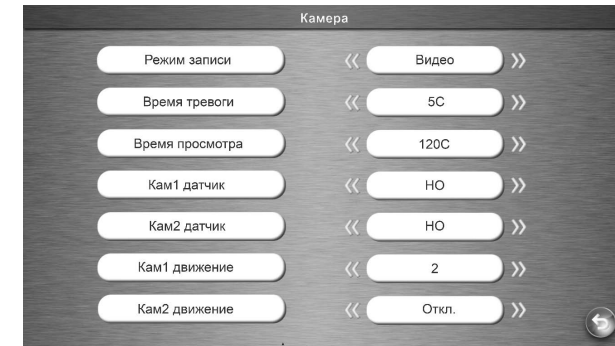 Камера
Режим записи Видео
Время тревоги 5С
Время просмотра 120С
Кам1 датчик НО
Кам2 датчик НО
Кам1 движение 2
Кам2 движение Откл.